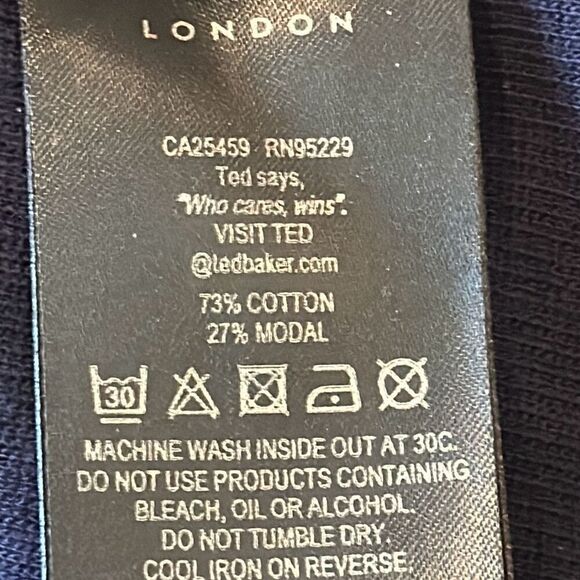 LONDON
CA25459 RN95229
Ted says,
"Who cares, wins".
VISIT TED
@tedbaker.com
73% COTTON
27% MODAL
30
MACHINE WASH INSIDE OUT AT 30C.
DO NOT USE PRODUCTS CONTAINING
BLEACH, OIL OR ALCOHOL.
DO NOT TUMBLE DRY.
COOL IRON ON REVERSE.